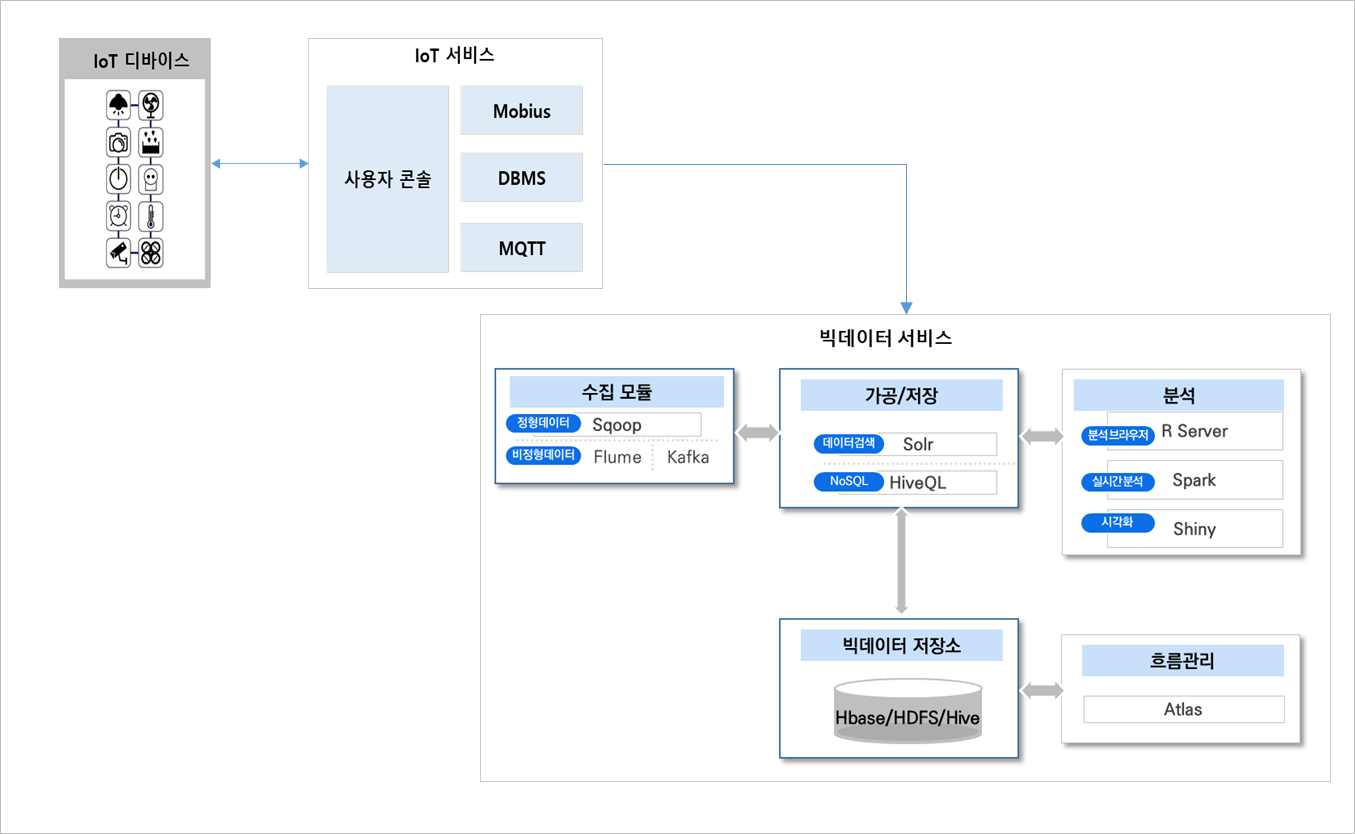 IoT 디바이스
IoT 서비스
사용자 콘솔
Mobius
DBMS
MQTT
빅데이터 서비스
수집 모듈
정형데이터
Sqoop
비정형데이터
Flume
Kafka
가공/저장
데이터검색
Solr
NoSQL
HiveQL
분석
분석브라우저
R Server
실시간분석
Spark
시각화
Shiny
빅데이터 저장소
Hbase/HDFS/Hive
흐름관리
Atlas